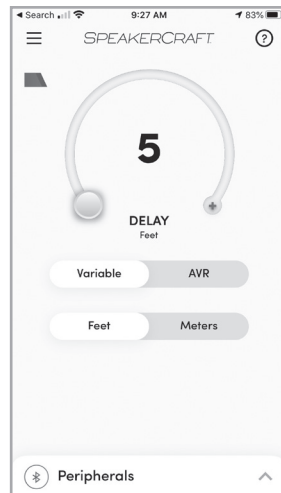 Search 9:27 AM 83%
SPEAKERCRAFT ?
5
DELAY
Feet
Variable AVR
Feet Meters
Peripherals